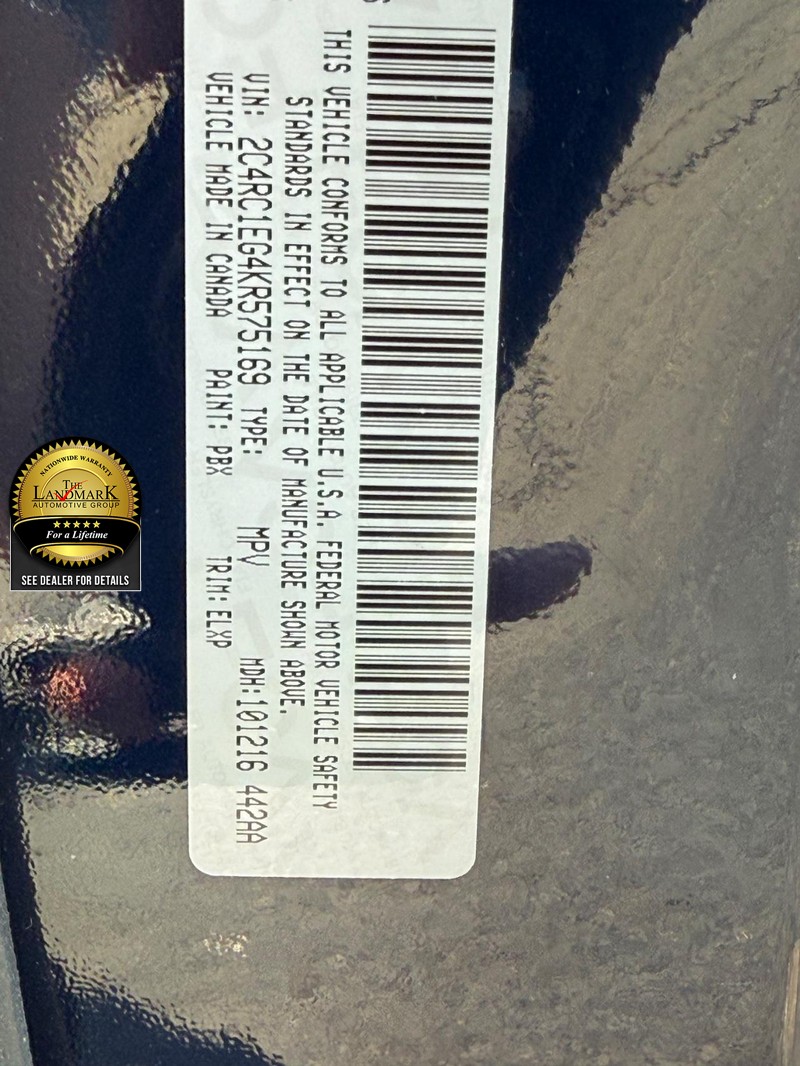 THIS VEHICLE CONFORMS TO ALL APPLICABLE U.S.A. FEDERAL MOTOR VEHICLE SAFETY
STANDARDS IN EFFECT ON THE DATE OF MANUFACTURE SHOWN ABOVE.
VIN: 2C4RC1EG4KR575169 TYPE: MPV MDH:101216 442AA
VEHICLE MADE IN CANADA PAINT: PBX TRIM: ELXP
NATIONWIDE WARRANTY
THE
LANDMARK
AUTOMOTIVE GROUP
For a Lifetime
SEE DEALER FOR DETAILS